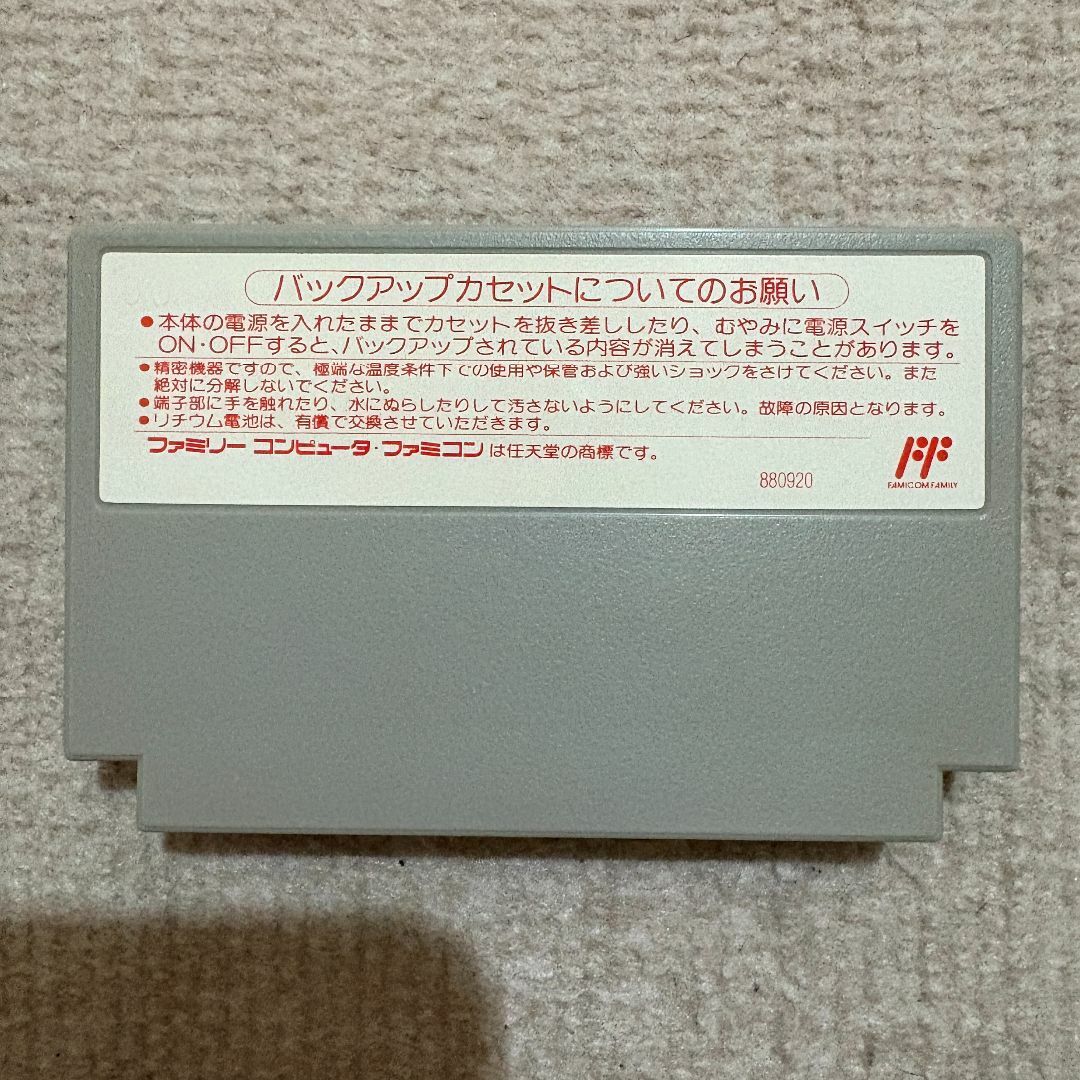 バックアップカセットについてのお願い
●本体の電源を入れたままでカセットを抜き差ししたり、むやみに電源スイッチを
ON・OFFすると、バックアップされている内容が消えてしまうことがあります。
●精密機器ですので、極端な温度条件下での使用や保管および強いショックをさけてください。また
絶対に分解しないでください。
●端子部に手を触れたり、水にぬらしたりして汚さないようにしてください。故障の原因となります。
●リチウム電池は、有償で交換させていただきます。
ファミリーコンピュータ・ファミコンは任天堂の商標です。
880920
FAMICOM FAMILY